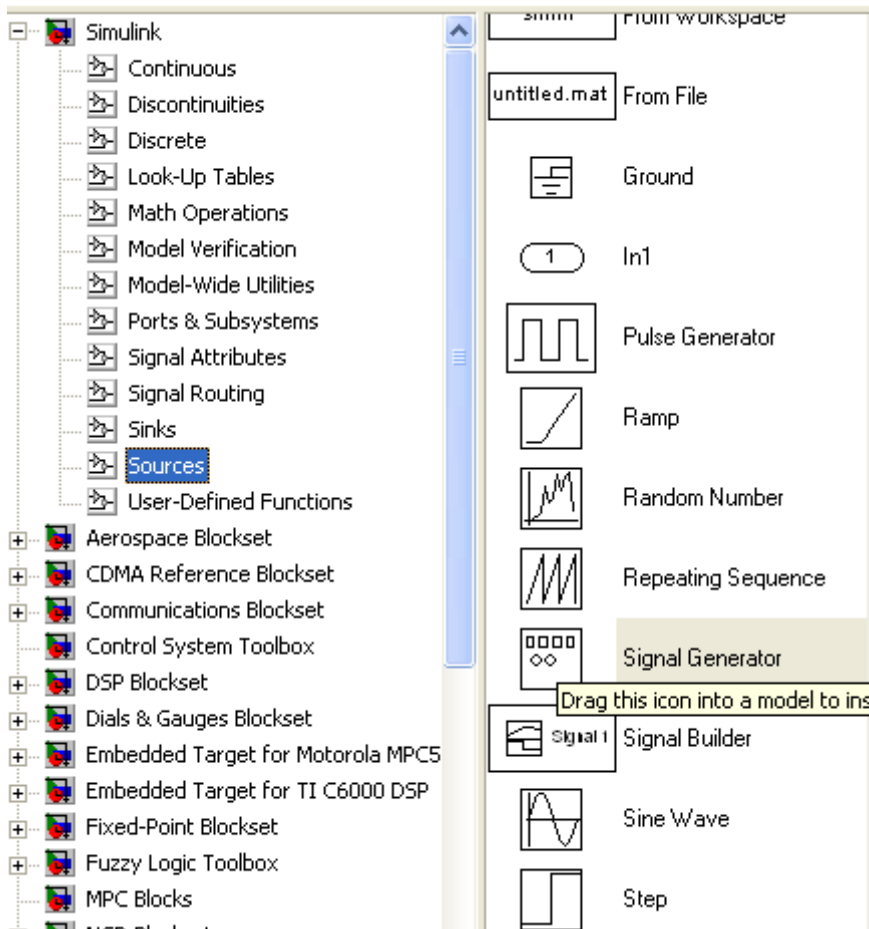 Simulink
Continuous
Discontinuities
Discrete
Look-Up Tables
Math Operations
Model Verification
Model-Wide Utilities
Ports & Subsystems
Signal Attributes
Signal Routing
Sinks
Sources
User-Defined Functions
Aerospace Blockset
CDMA Reference Blockset
Communications Blockset
Control System Toolbox
DSP Blockset
Dials & Gauges Blockset
Embedded Target for Motorola MPC5
Embedded Target for TI C6000 DSP
Fixed-Point Blockset
Fuzzy Logic Toolbox
MPC Blocks
From Workspace
untitled.mat From File
Ground
1 In1
Pulse Generator
Ramp
Random Number
Repeating Sequence
Signal Generator
Drag this icon into a model to ins
Signal 1 Signal Builder
Sine Wave
Step